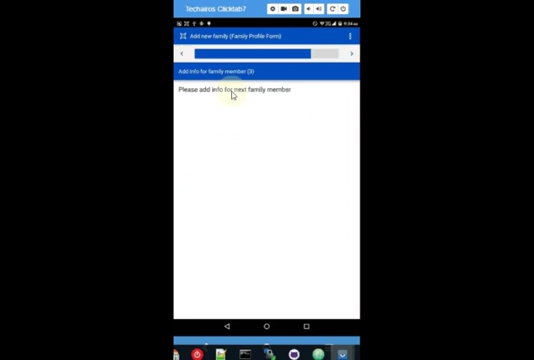 Techairos Clicktab7
Add new family (Family Profile Form)
Add info for family member (3)
Please add info for next family member